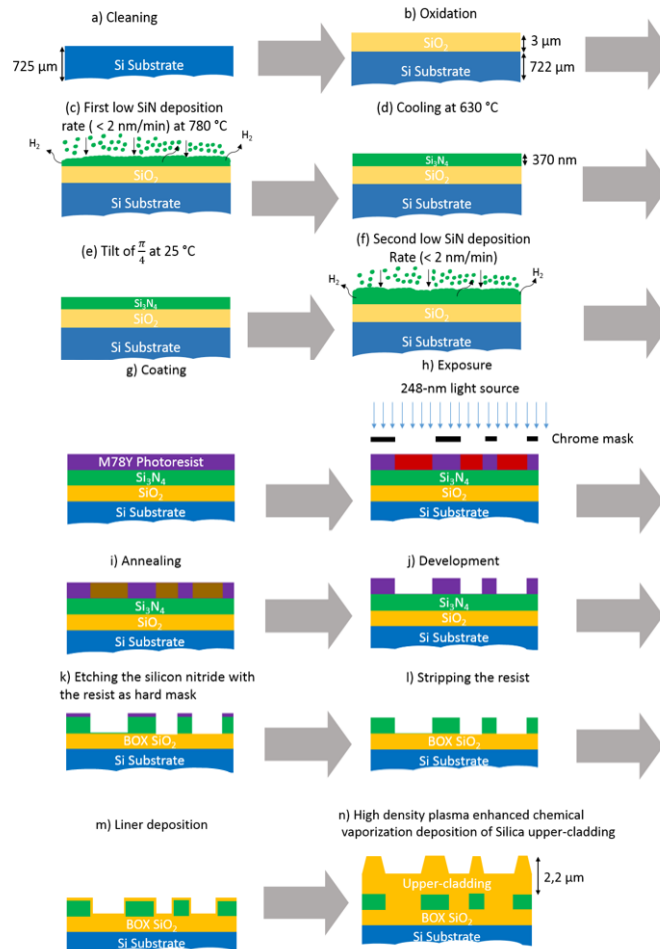 a) Cleaning
b) Oxidation
725 µm
Si Substrate
SiO2
3 µm
Si Substrate
722 µm
(c) First low SiN deposition
rate ( < 2 nm/min) at 780 °C
H2
H2
SiO2
Si Substrate
(d) Cooling at 630 °C
Si3N4
370 nm
SiO2
Si Substrate
(e) Tilt of π/4 at 25 °C
Si3N4
SiO2
Si Substrate
(f) Second low SiN deposition
Rate (< 2 nm/min)
H2
H2
SiO2
Si Substrate
g) Coating
M78Y Photoresist
Si3N4
SiO2
Si Substrate
h) Exposure
248-nm light source
Chrome mask
Si3N4
SiO2
Si Substrate
i) Annealing
Si3N4
SiO2
Si Substrate
j) Development
Si3N4
SiO2
Si Substrate
k) Etching the silicon nitride with
the resist as hard mask
BOX SiO2
Si Substrate
l) Stripping the resist
BOX SiO2
Si Substrate
m) Liner deposition
BOX SiO2
Si Substrate
n) High density plasma enhanced chemical
vaporization deposition of Silica upper-cladding
Upper-cladding
2,2 µm
BOX SiO2
Si Substrate